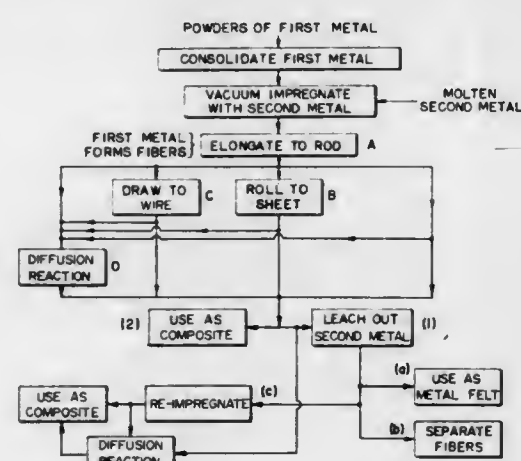 POWDERS OF FIRST METAL
CONSOLIDATE FIRST METAL
VACUUM IMPREGNATE
WITH SECOND METAL
MOLTEN
SECOND METAL
FIRST METAL
FORMS FIBERS
ELONGATE TO ROD
A
DRAW TO
WIRE
C
ROLL TO
SHEET
B
DIFFUSION
REACTION
D
(2)
USE AS
COMPOSITE
LEACH OUT
SECOND METAL
(1)
(a)
USE AS
METAL FELT
USE AS
COMPOSITE
RE-IMPREGNATE
(c)
(b)
SEPARATE
FIBERS
DIFFUSION
REACTION